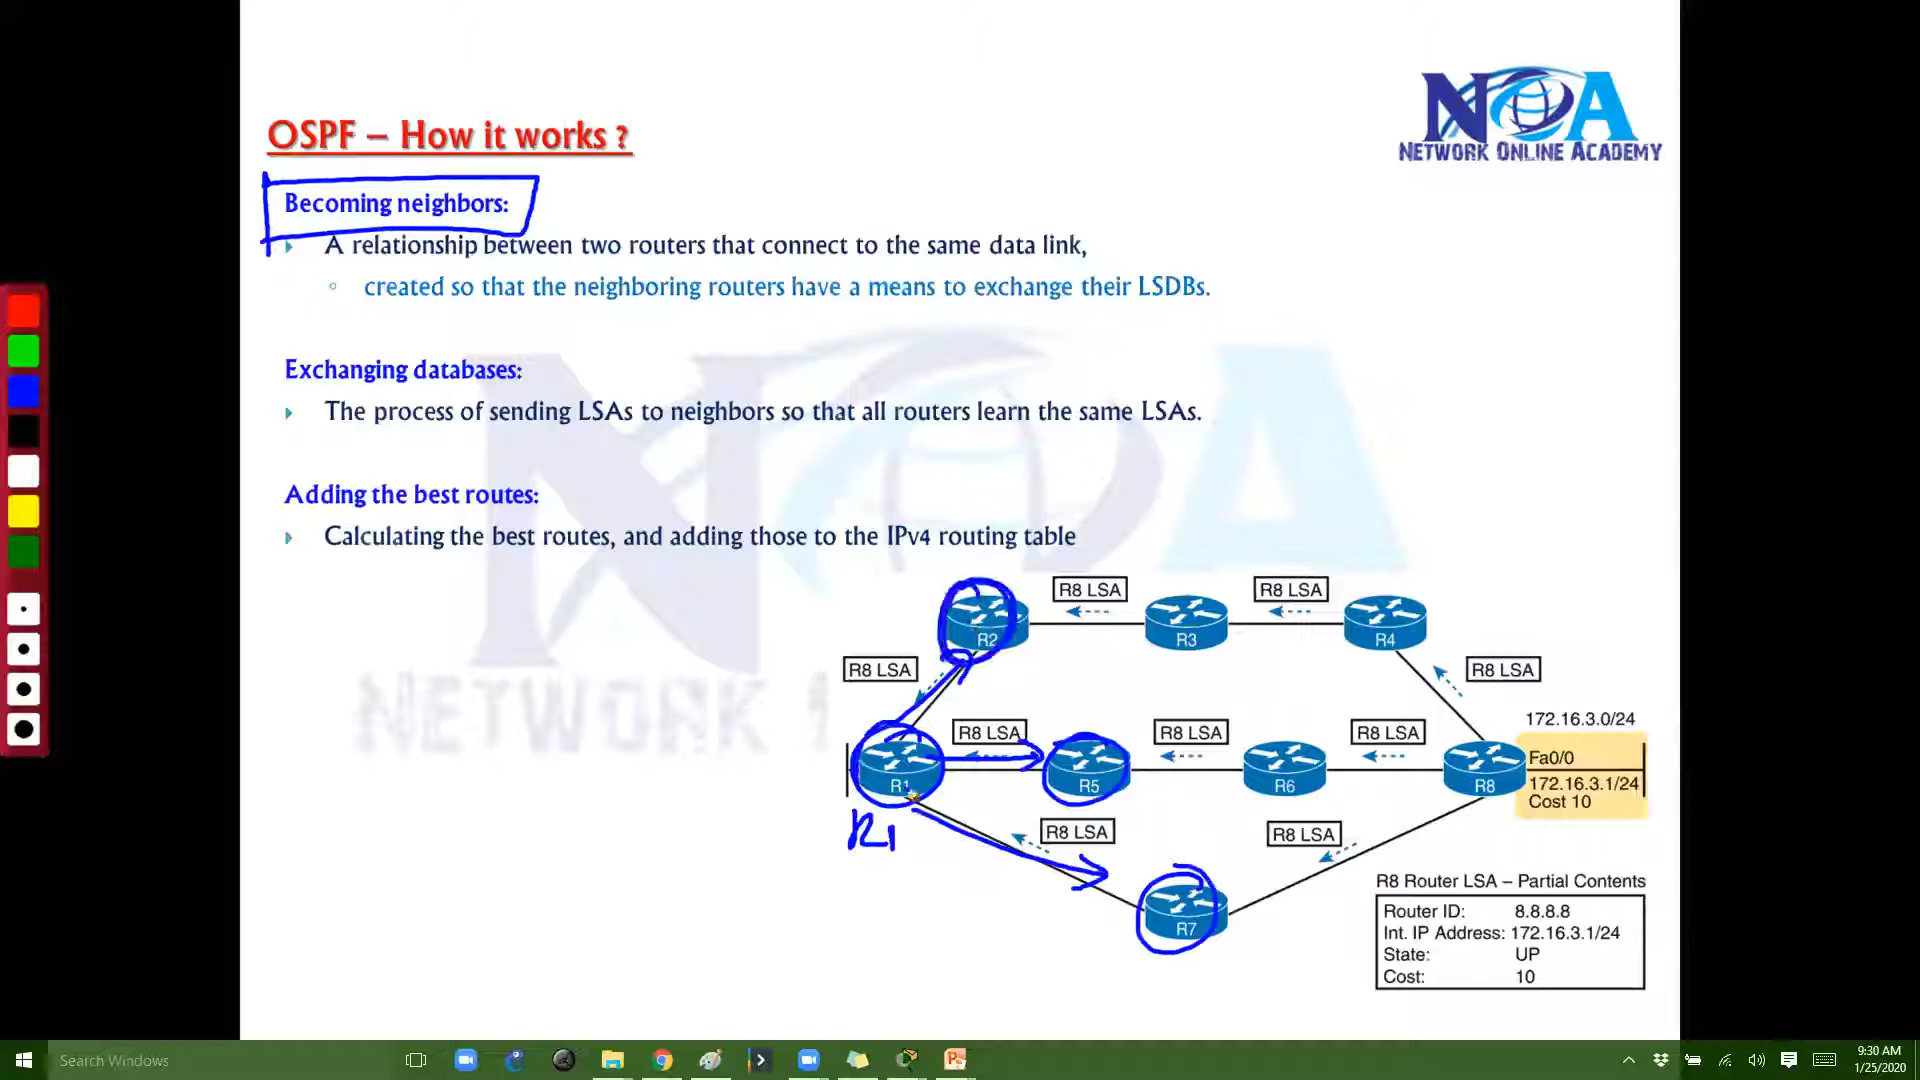 NOA
NETWORK ONLINE ACADEMY
OSPF – How it works ?
Becoming neighbors:
A relationship between two routers that connect to the same data link,
created so that the neighboring routers have a means to exchange their LSDBs.
Exchanging databases:
The process of sending LSAs to neighbors so that all routers learn the same LSAs.
Adding the best routes:
Calculating the best routes, and adding those to the IPv4 routing table
NETWORK
R8 LSA
R8 LSA
R2
R3
R4
R8 LSA
R8 LSA
172.16.3.0/24
R8 LSA
R8 LSA
R8 LSA
Fa0/0
R1
R5
R6
R8
172.16.3.1/24
Cost 10
R1
R8 LSA
R8 LSA
R7
R8 Router LSA – Partial Contents
Router ID: 8.8.8.8
Int. IP Address: 172.16.3.1/24
State: UP
Cost: 10
Search Windows
9:30 AM
1/25/2020